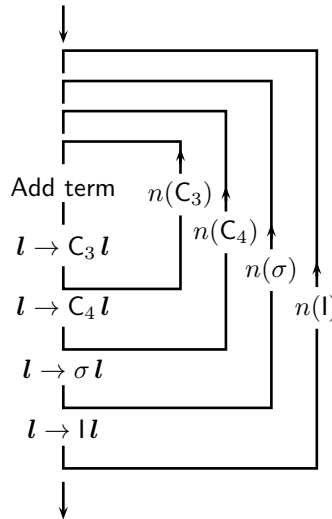 Add term
n(C₃)
l → C₃ l
n(C₄)
l → C₄ l
n(σ)
n(I)
l → σ l
l → I l